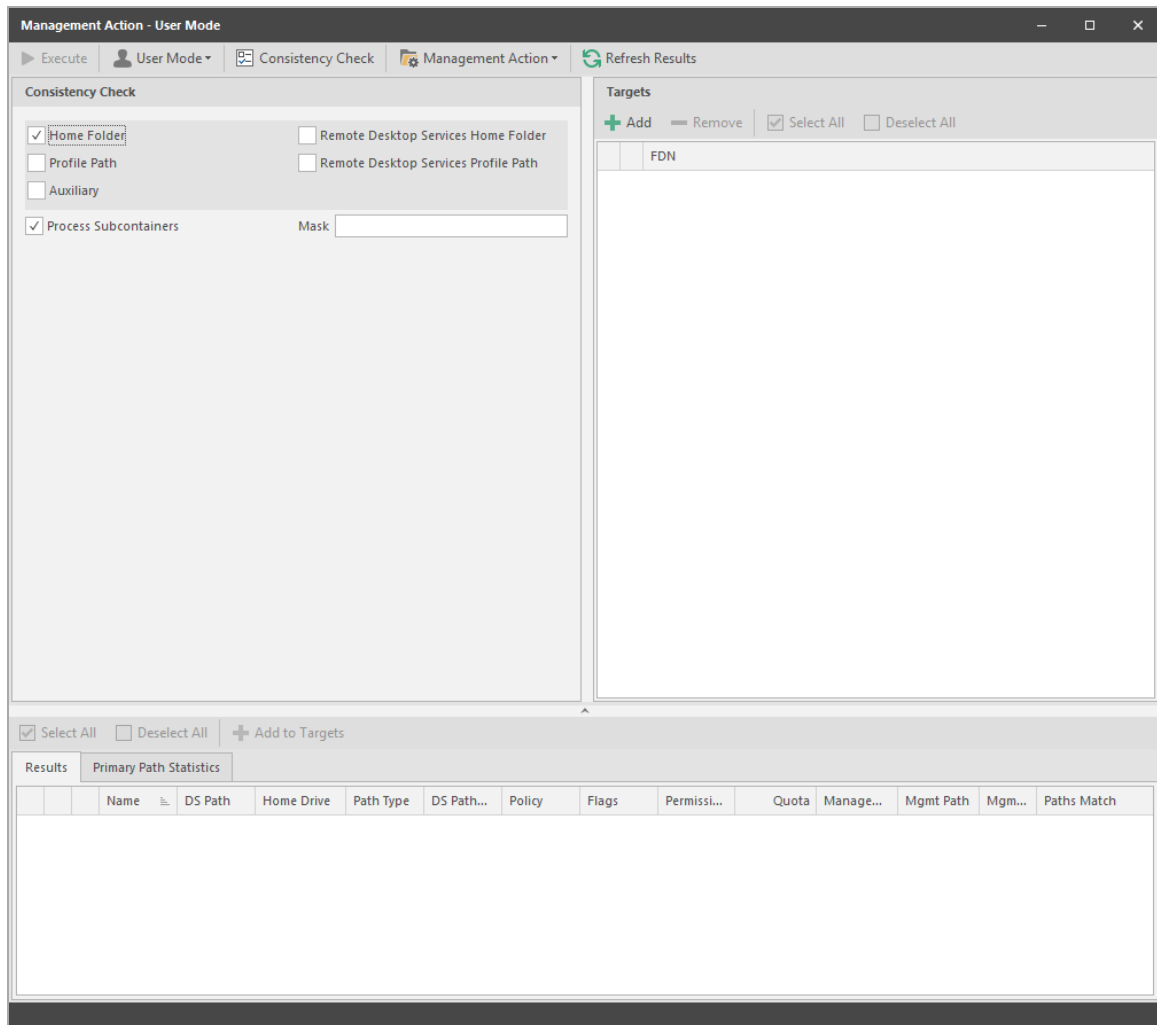 Management Action - User Mode
Execute User Mode Consistency Check Management Action Refresh Results
Consistency Check
Home Folder Remote Desktop Services Home Folder
Profile Path Remote Desktop Services Profile Path
Auxiliary
Process Subcontainers Mask
Targets
Add Remove Select All Deselect All
FDN
Select All Deselect All Add to Targets
Results Primary Path Statistics
Name DS Path Home Drive Path Type DS Path... Policy Flags Permissi... Quota Manage... Mgmt Path Mgm... Paths Match